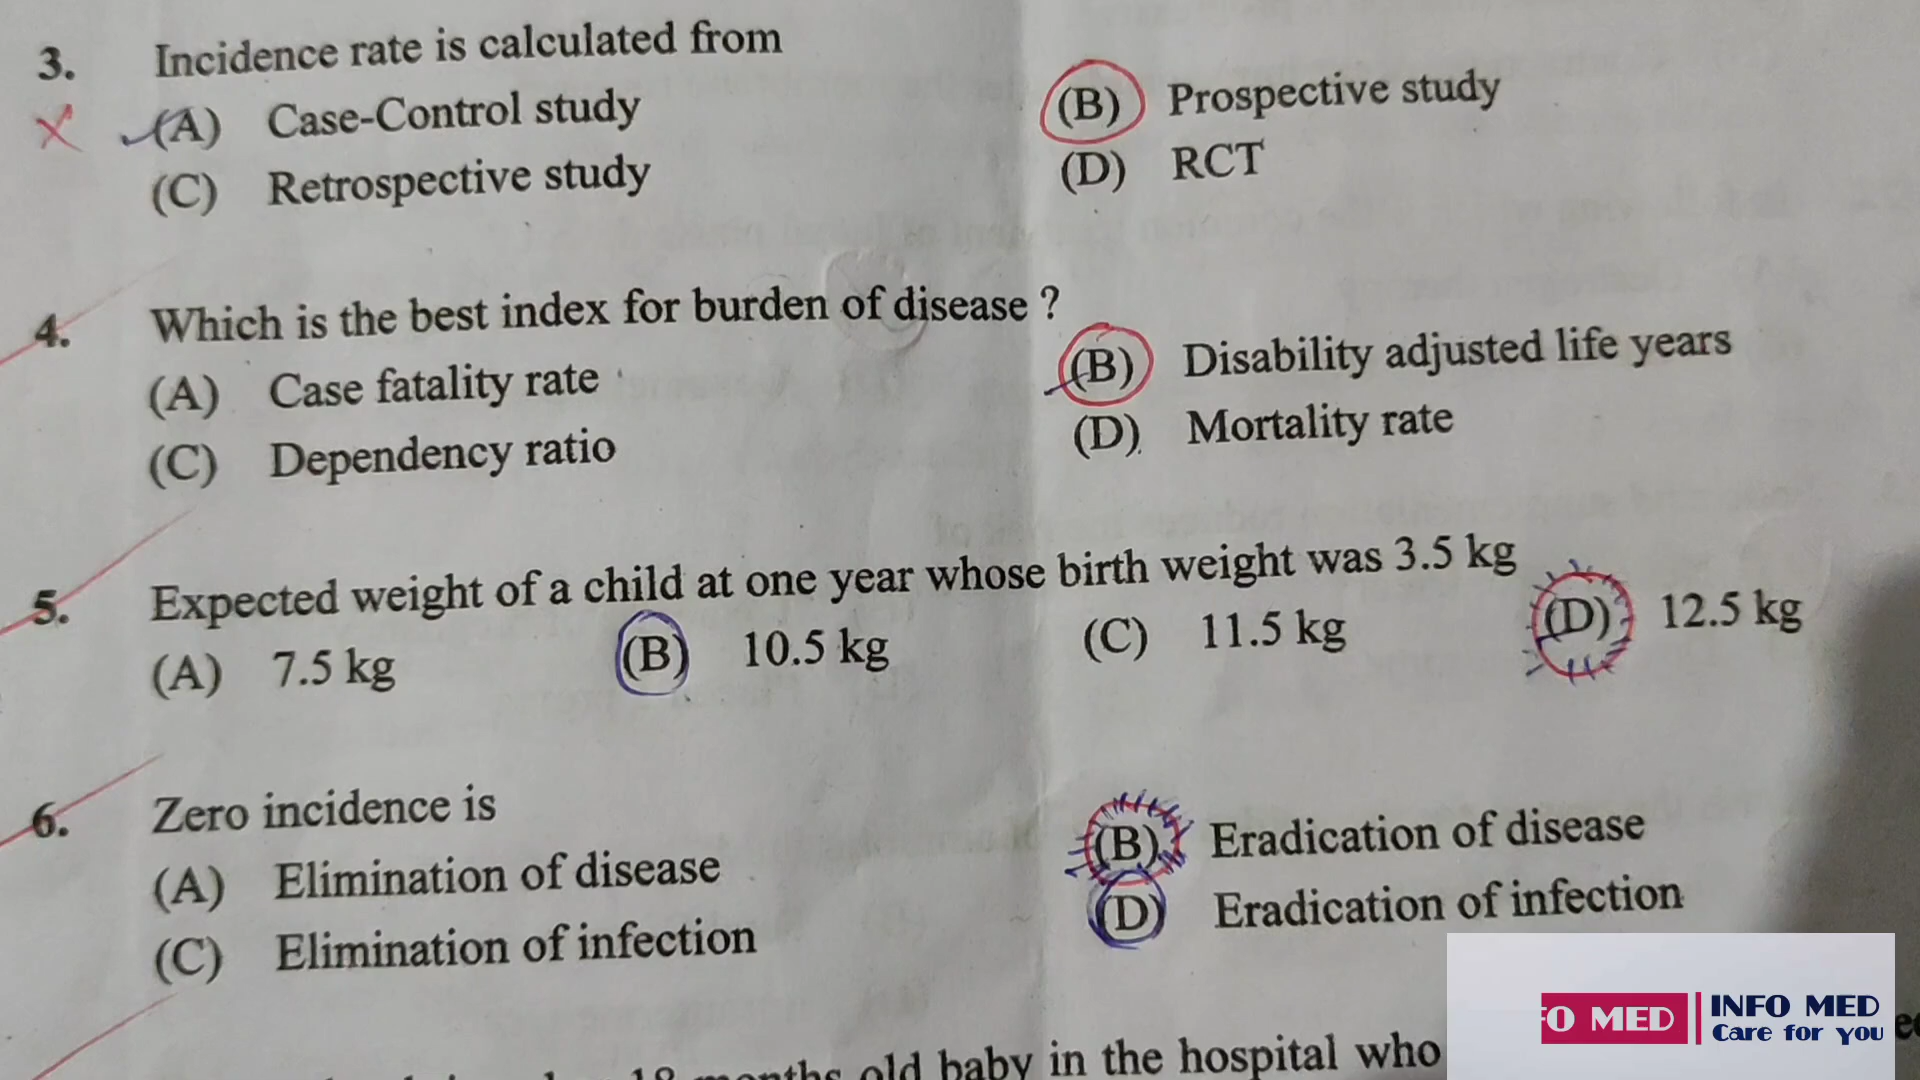 3. Incidence rate is calculated from
(A) Case-Control study (B) Prospective study
(C) Retrospective study (D) RCT
4. Which is the best index for burden of disease ?
(A) Case fatality rate (B) Disability adjusted life years
(C) Dependency ratio (D) Mortality rate
5. Expected weight of a child at one year whose birth weight was 3.5 kg
(A) 7.5 kg (B) 10.5 kg (C) 11.5 kg (D) 12.5 kg
6. Zero incidence is
(A) Elimination of disease (B) Eradication of disease
(C) Elimination of infection (D) Eradication of infection
months old baby in the hospital who
FO MED INFO MED
Care for you